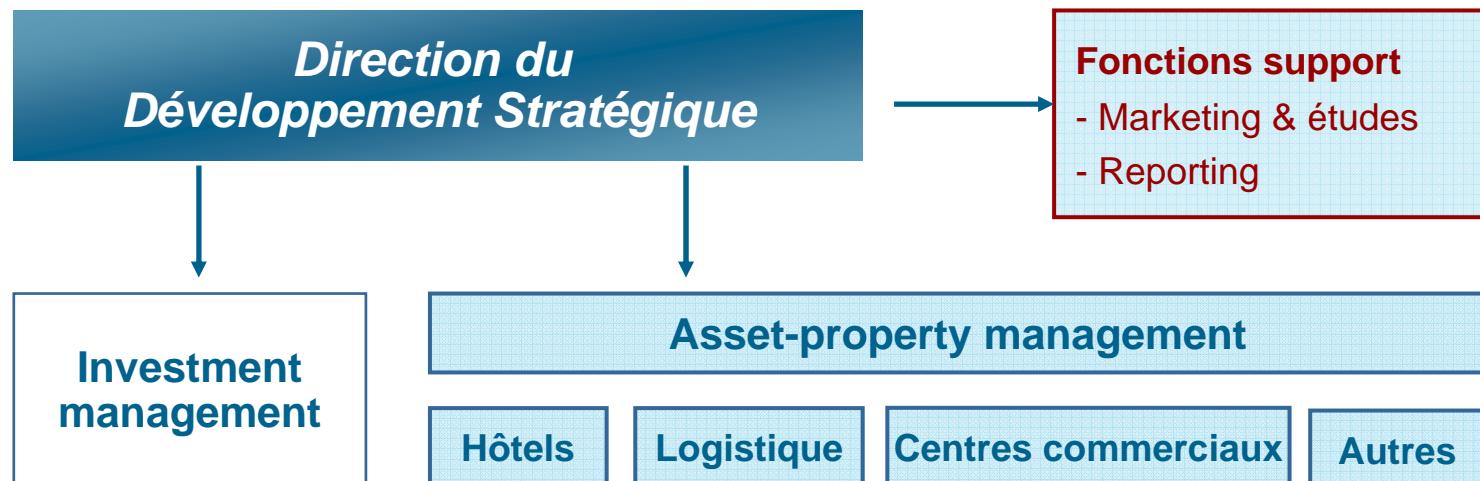 Direction du
Développement Stratégique
Fonctions support
- Marketing & études
- Reporting
Investment
management
Asset-property management
Hôtels
Logistique
Centres commerciaux
Autres